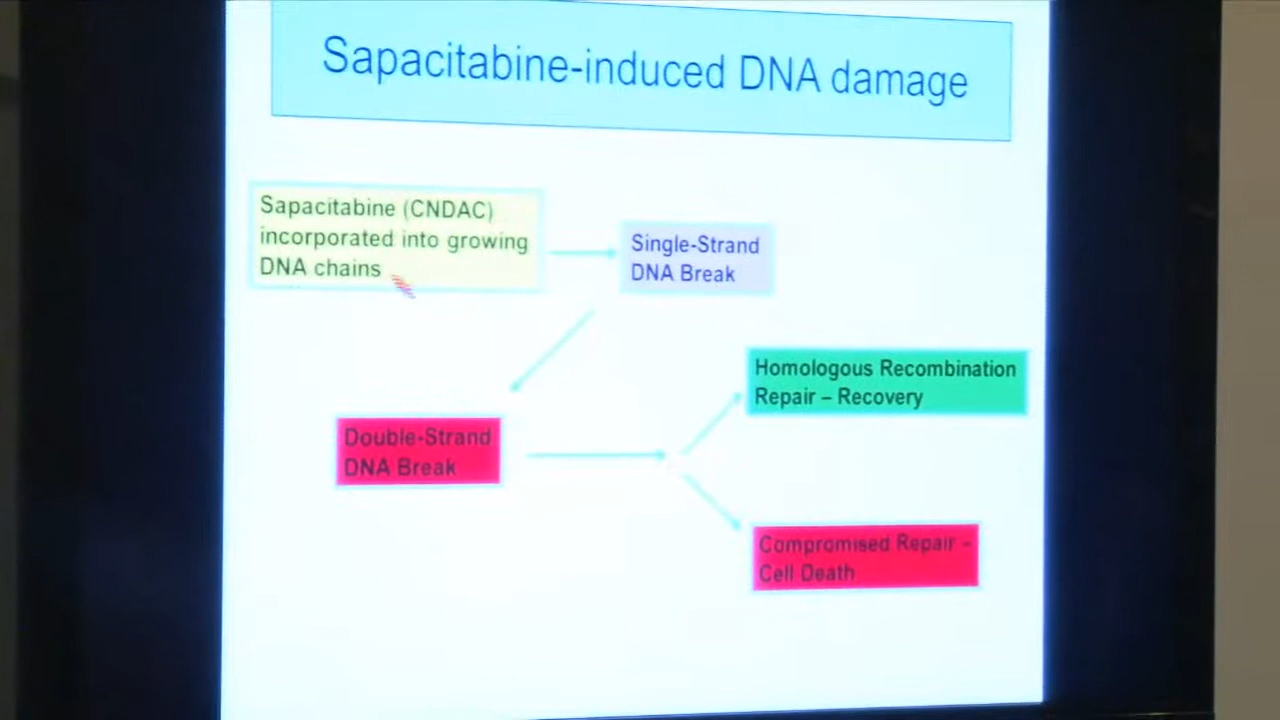 Sapacitabine-induced DNA damage
Sapacitabine (CNDAC)
incorporated into growing
DNA chains
Single-Strand
DNA Break
Homologous Recombination
Repair – Recovery
Double-Strand
DNA Break
Compromised Repair –
Cell Death